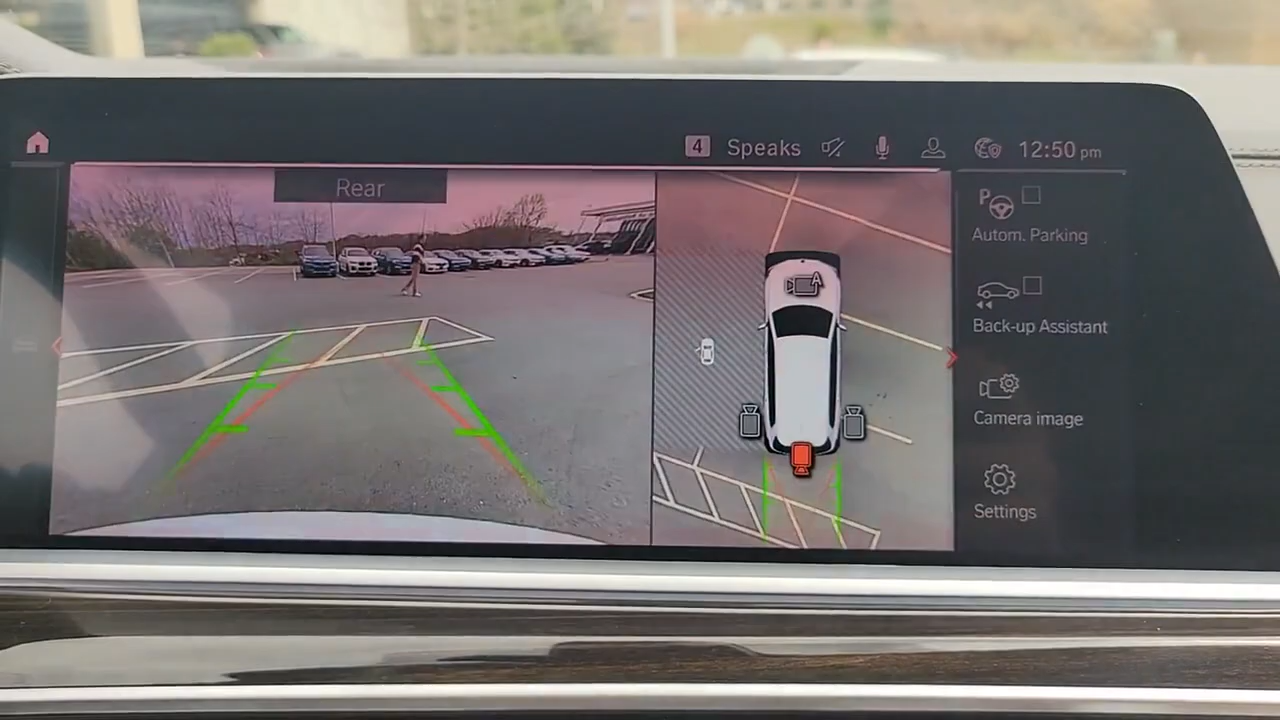 4 Speaks 12:50 pm
Rear
A
P
Autom. Parking
Back-up Assistant
Camera image
Settings